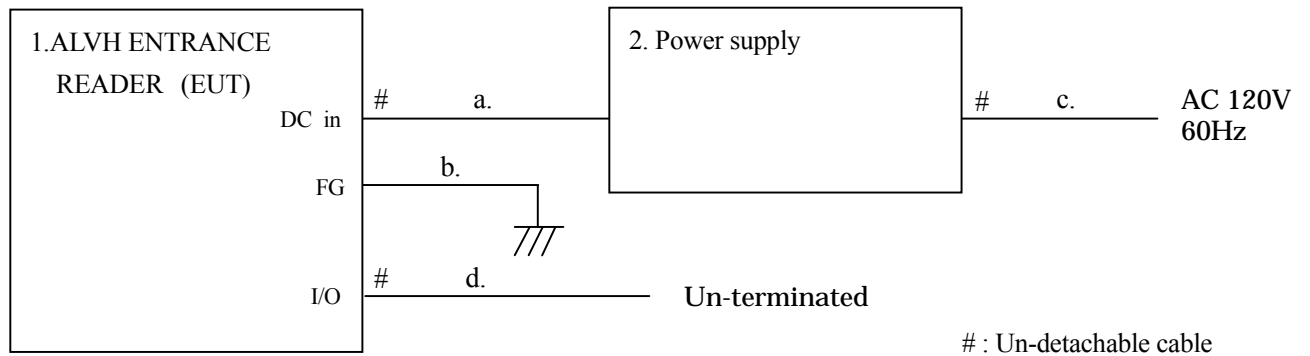 1.ALVH ENTRANCE
READER (EUT)
2. Power supply
# a.
DC in
# c.
AC 120V
60Hz
b.
FG
# d.
I/O
Un-terminated
# : Un-detachable cable